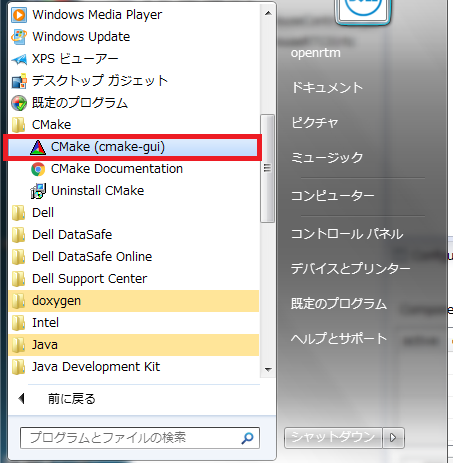 Windows Media Player
Windows Update
XPS ビューアー
デスクトップ ガジェット
既定のプログラム
CMake
CMake (cmake-gui)
CMake Documentation
Uninstall CMake
Dell
Dell DataSafe
Dell DataSafe Online
Dell Support Center
doxygen
Intel
Java
Java Development Kit
前に戻る
プログラムとファイルの検索
openrtm
ドキュメント
ピクチャ
ミュージック
コンピューター
コントロール パネル
デバイスとプリンター
既定のプログラム
ヘルプとサポート
シャットダウン